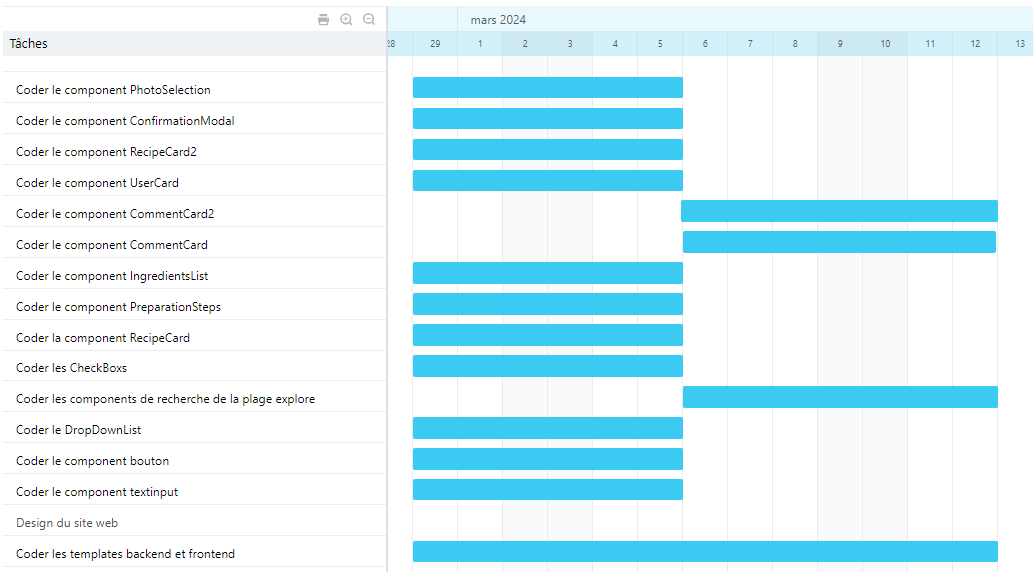 mars 2024
Tâches
28 29 1 2 3 4 5 6 7 8 9 10 11 12 13
Coder le component PhotoSelection
Coder le component ConfirmationModal
Coder le component RecipeCard2
Coder le component UserCard
Coder le component CommentCard2
Coder le component CommentCard
Coder le component IngredientsList
Coder le component PreparationSteps
Coder la component RecipeCard
Coder les CheckBoxs
Coder les components de recherche de la plage explore
Coder le DropDownList
Coder le component bouton
Coder le component textinput
Design du site web
Coder les templates backend et frontend